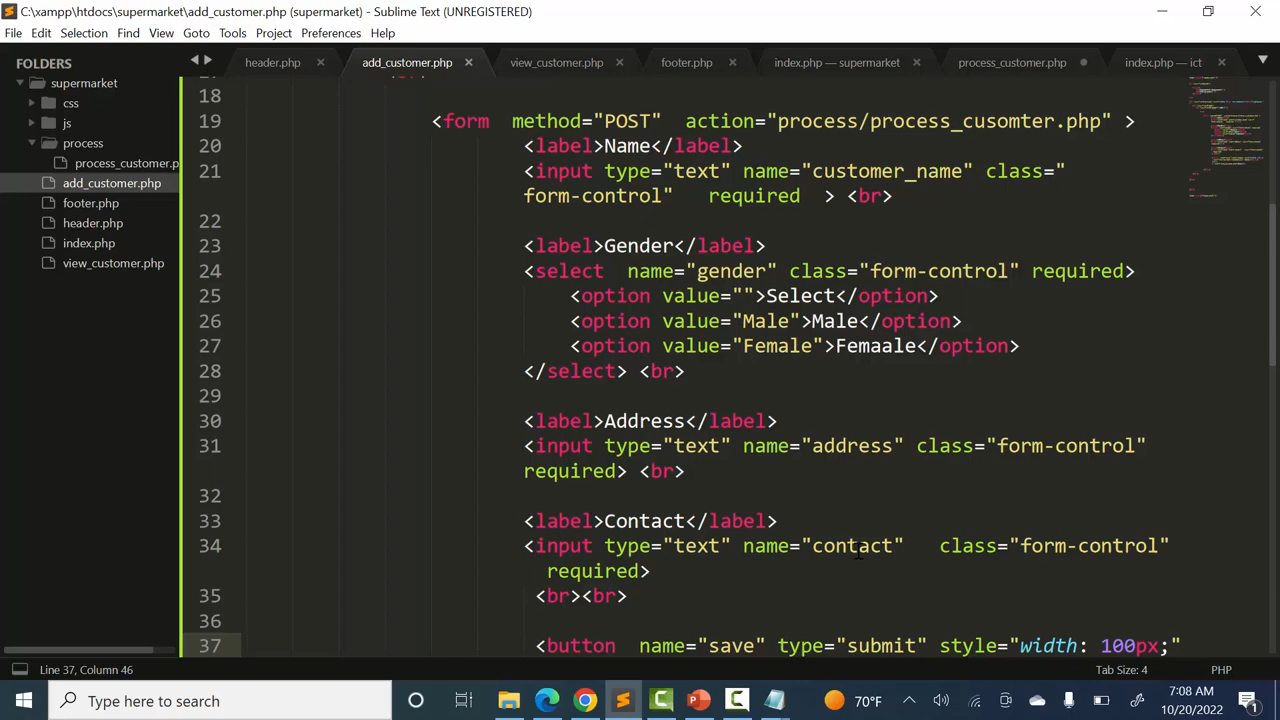 C:\xampp\htdocs\supermarket\add_customer.php (supermarket) - Sublime Text (UNREGISTERED)
File Edit Selection Find View Goto Tools Project Preferences Help
FOLDERS
supermarket
css
js
process
process_customer.p
add_customer.php
footer.php
header.php
index.php
view_customer.php
header.php
add_customer.php
view_customer.php
footer.php
index.php — supermarket
process_customer.php
index.php — ict
18
19 <form method="POST" action="process/process_cusomter.php" >
20 <label>Name</label>
21 <input type="text" name="customer_name" class="
form-control" required > <br>
22
23 <label>Gender</label>
24 <select name="gender" class="form-control" required>
25 <option value="">Select</option>
26 <option value="Male">Male</option>
27 <option value="Female">Femaale</option>
28 </select> <br>
29
30 <label>Address</label>
31 <input type="text" name="address" class="form-control"
required> <br>
32
33 <label>Contact</label>
34 <input type="text" name="contact" class="form-control"
required>
35 <br><br>
36
37 <button name="save" type="submit" style="width: 100px;"
Line 37, Column 46
Tab Size: 4
PHP
Type here to search
70°F
7:08 AM
10/20/2022
1